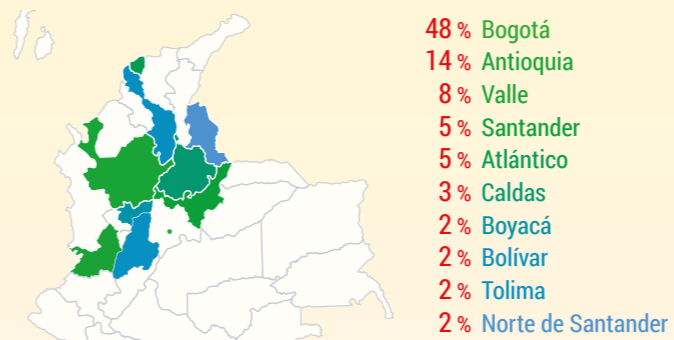 48 % Bogotá
14 % Antioquia
8 % Valle
5 % Santander
5 % Atlántico
3 % Caldas
2 % Boyacá
2 % Bolívar
2 % Tolima
2 % Norte de Santander